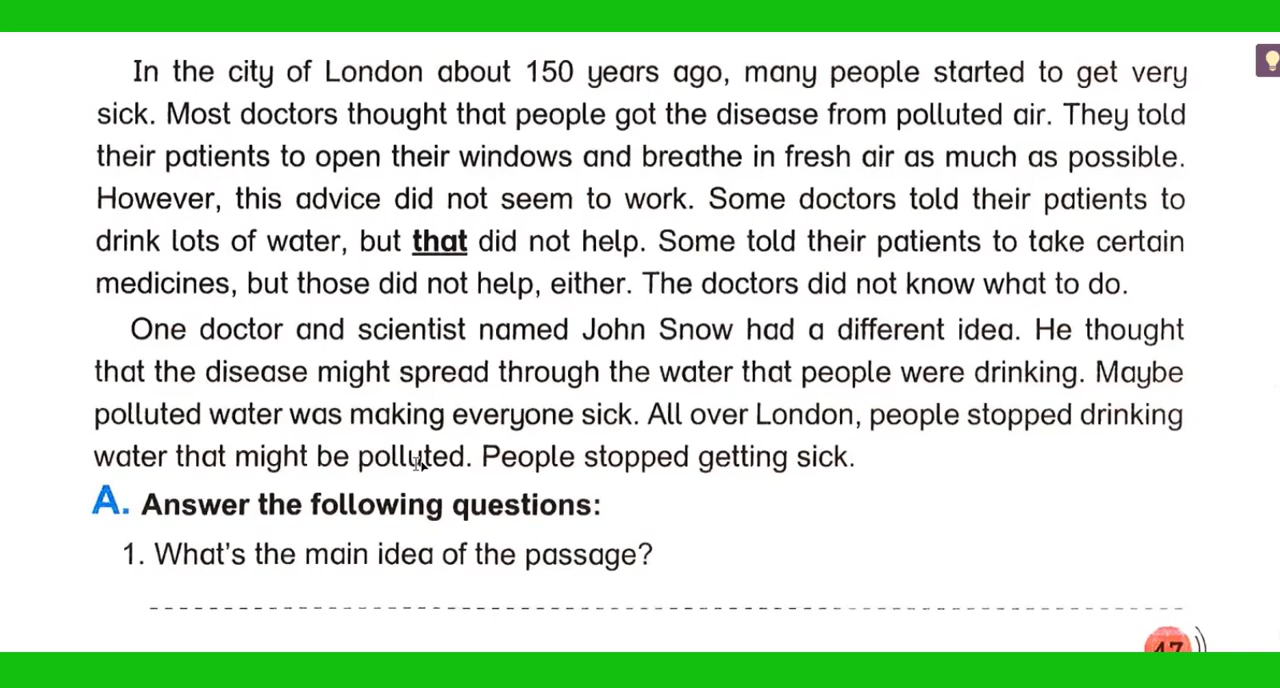 In the city of London about 150 years ago, many people started to get very
sick. Most doctors thought that people got the disease from polluted air. They told
their patients to open their windows and breathe in fresh air as much as possible.
However, this advice did not seem to work. Some doctors told their patients to
drink lots of water, but that did not help. Some told their patients to take certain
medicines, but those did not help, either. The doctors did not know what to do.
One doctor and scientist named John Snow had a different idea. He thought
that the disease might spread through the water that people were drinking. Maybe
polluted water was making everyone sick. All over London, people stopped drinking
water that might be polluted. People stopped getting sick.
A. Answer the following questions:
1. What's the main idea of the passage?
47